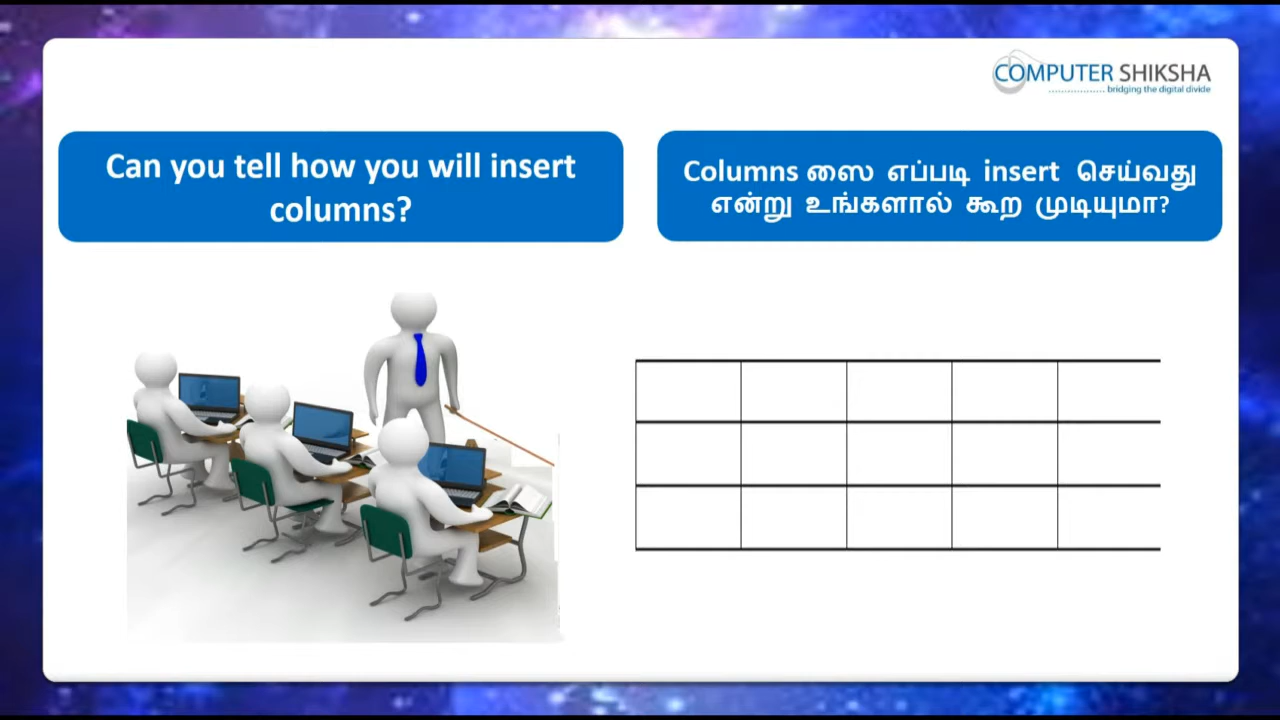 COMPUTER SHIKSHA
bridging the digital divide
Can you tell how you will insert
columns?
Columns ஸை எப்படி insert செய்வது
என்று உங்களால் கூற முடியுமா?